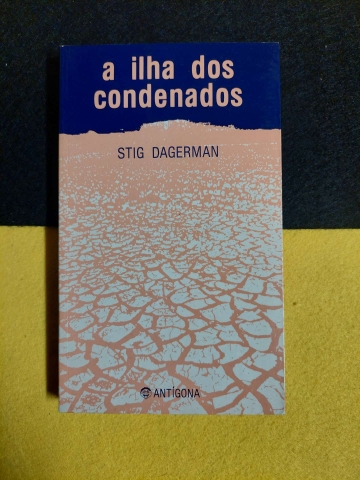 a ilha dos
condenados
STIG DAGERMAN
ANTÍGONA